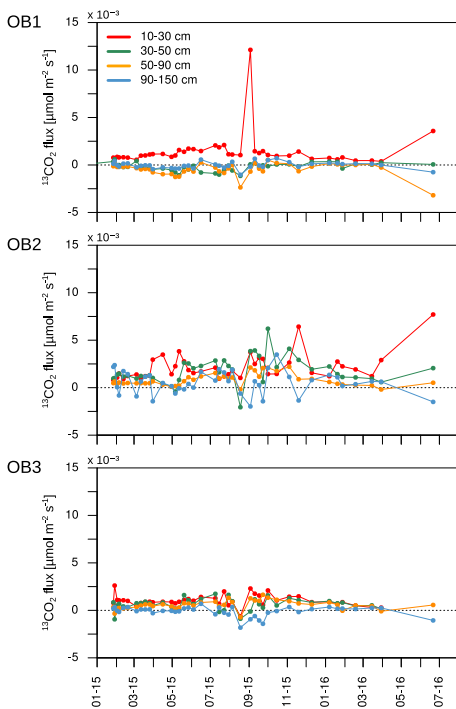 OB1
x 10⁻³
15
10
5
0
-5
¹³CO₂ flux [µmol m⁻² s⁻¹]
10-30 cm
30-50 cm
50-90 cm
90-150 cm
OB2
x 10⁻³
15
10
5
0
-5
¹³CO₂ flux [µmol m⁻² s⁻¹]
OB3
x 10⁻³
15
10
5
0
-5
¹³CO₂ flux [µmol m⁻² s⁻¹]
01-15
03-15
05-15
07-15
09-15
11-15
01-16
03-16
05-16
07-16